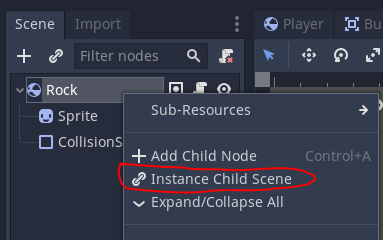 Scene Import
Player
Bu
Filter nodes
Rock
Sub-Resources
Sprite
CollisionS
Add Child Node Control+A
Instance Child Scene
Expand/Collapse All